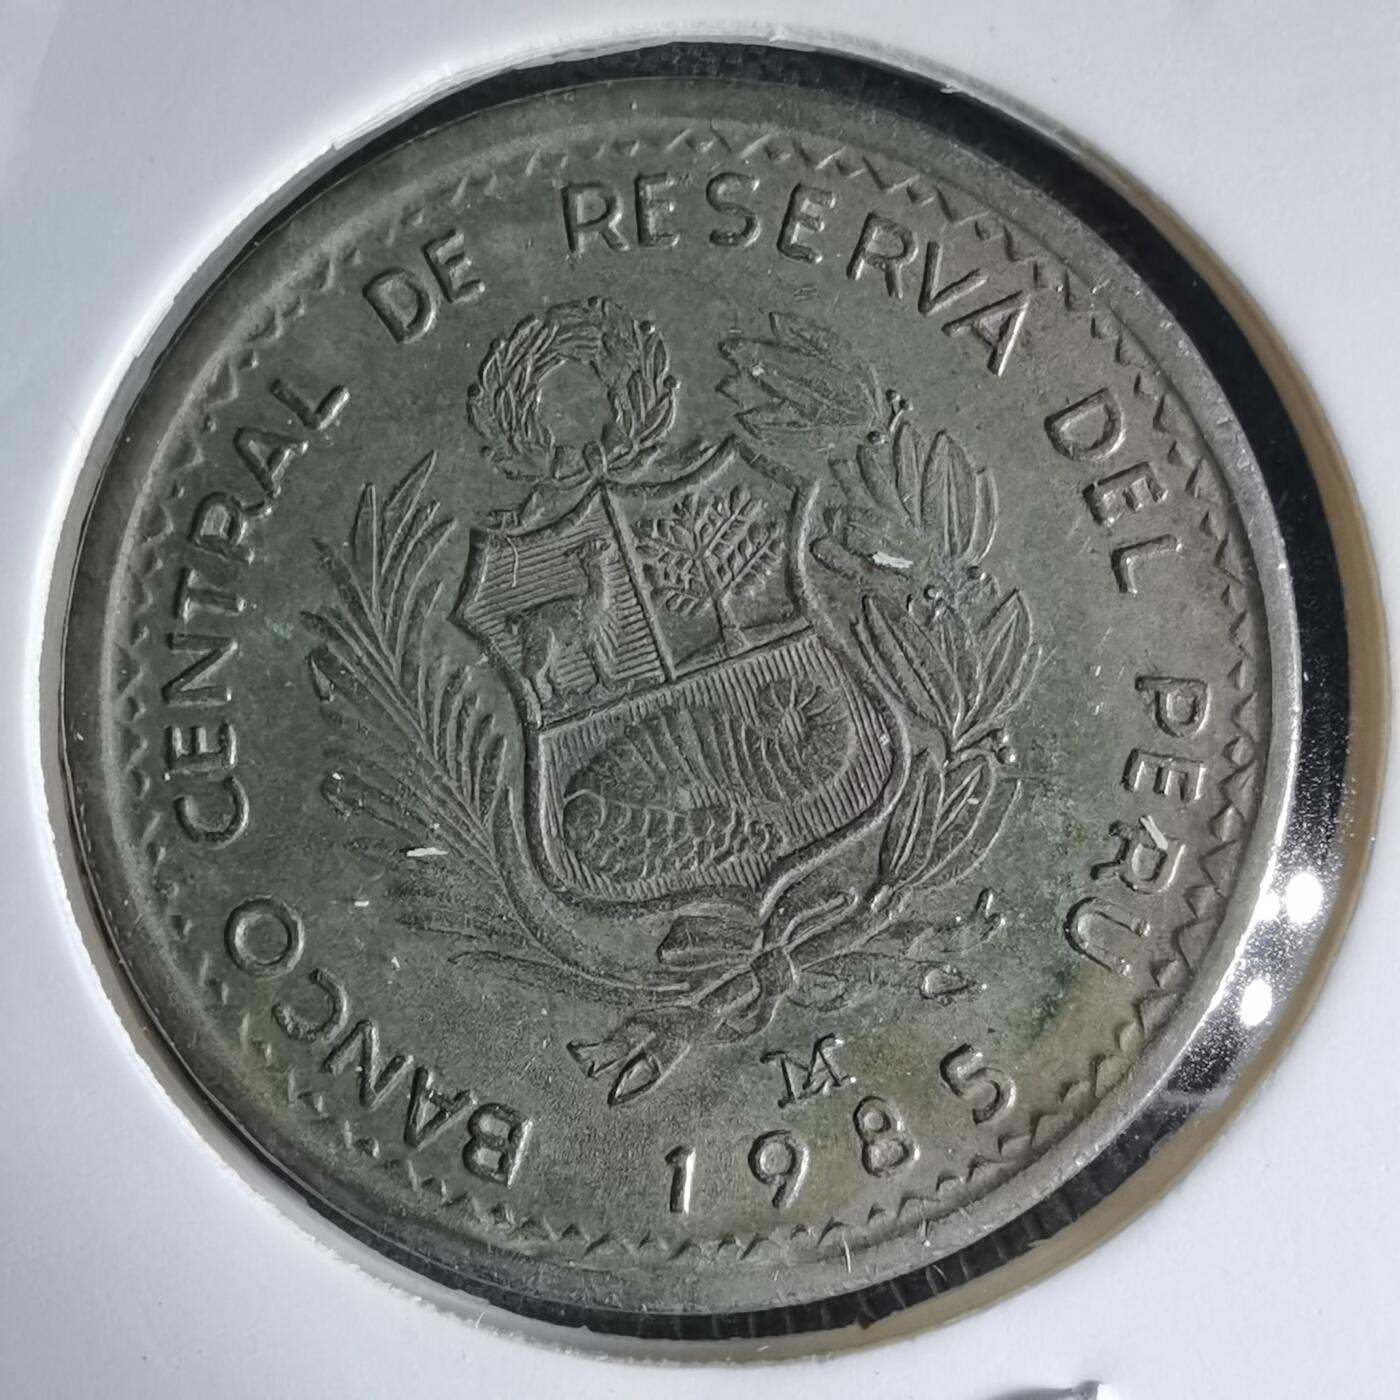 BANCO CENTRAL DE RESERVA DEL PERU
LM
1985